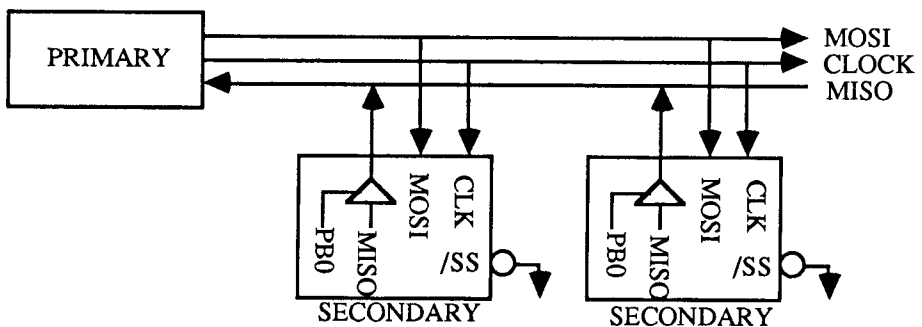 PRIMARY
MOSI
CLOCK
MISO
PB0
MISO
MOSI
CLK
/SS
SECONDARY
PB0
MISO
MOSI
CLK
/SS
SECONDARY